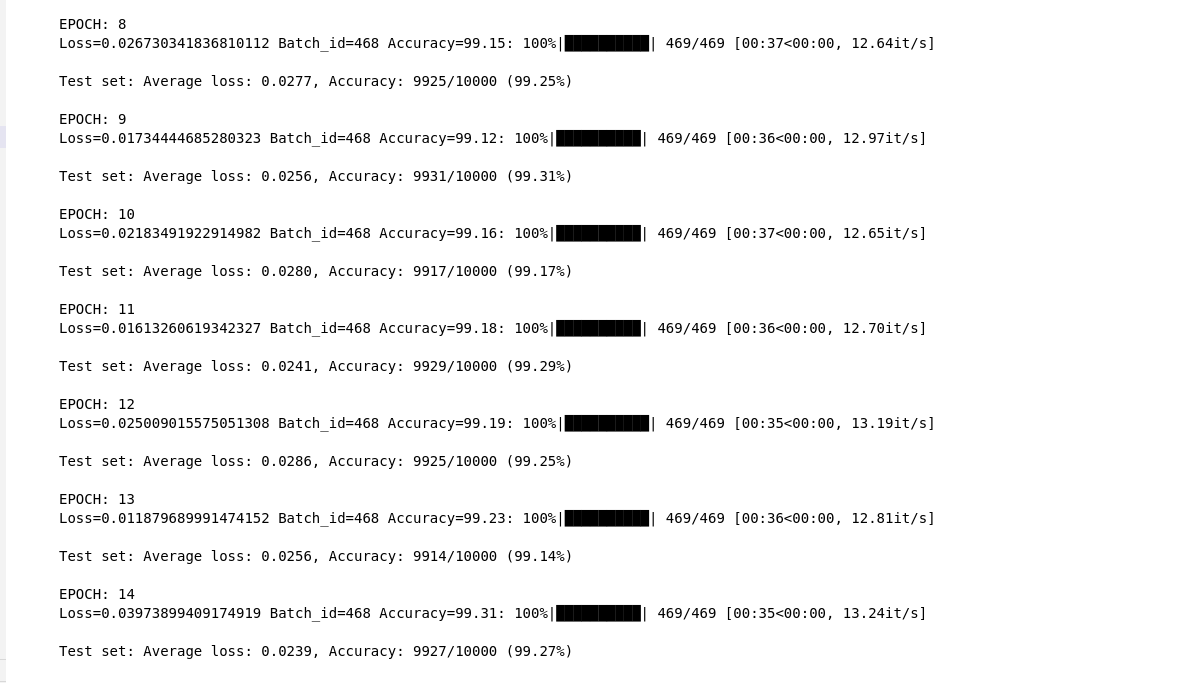 EPOCH: 8
Loss=0.026730341836810112 Batch_id=468 Accuracy=99.15: 100%|██████████| 469/469 [00:37<00:00, 12.64it/s]
Test set: Average loss: 0.0277, Accuracy: 9925/10000 (99.25%)
EPOCH: 9
Loss=0.01734444685280323 Batch_id=468 Accuracy=99.12: 100%|██████████| 469/469 [00:36<00:00, 12.97it/s]
Test set: Average loss: 0.0256, Accuracy: 9931/10000 (99.31%)
EPOCH: 10
Loss=0.02183491922914982 Batch_id=468 Accuracy=99.16: 100%|██████████| 469/469 [00:37<00:00, 12.65it/s]
Test set: Average loss: 0.0280, Accuracy: 9917/10000 (99.17%)
EPOCH: 11
Loss=0.01613260619342327 Batch_id=468 Accuracy=99.18: 100%|██████████| 469/469 [00:36<00:00, 12.70it/s]
Test set: Average loss: 0.0241, Accuracy: 9929/10000 (99.29%)
EPOCH: 12
Loss=0.025009015575051308 Batch_id=468 Accuracy=99.19: 100%|██████████| 469/469 [00:35<00:00, 13.19it/s]
Test set: Average loss: 0.0286, Accuracy: 9925/10000 (99.25%)
EPOCH: 13
Loss=0.011879689991474152 Batch_id=468 Accuracy=99.23: 100%|██████████| 469/469 [00:36<00:00, 12.81it/s]
Test set: Average loss: 0.0256, Accuracy: 9914/10000 (99.14%)
EPOCH: 14
Loss=0.03973899409174919 Batch_id=468 Accuracy=99.31: 100%|██████████| 469/469 [00:35<00:00, 13.24it/s]
Test set: Average loss: 0.0239, Accuracy: 9927/10000 (99.27%)